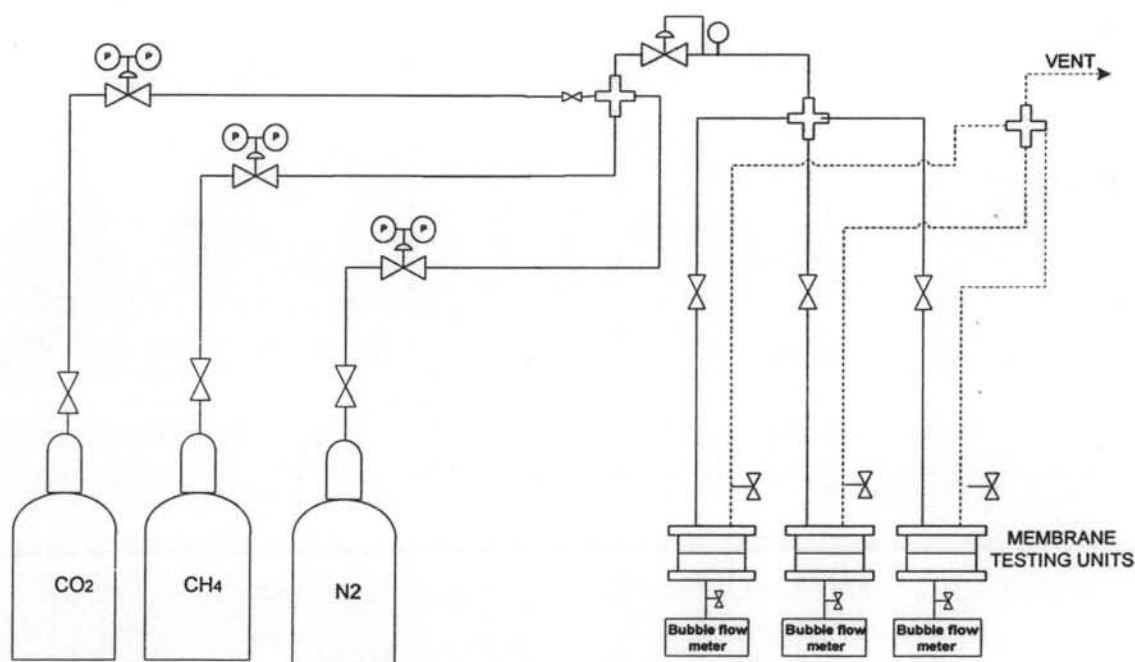 P P
P P
P P
VENT
CO2
CH4
N2
MEMBRANE
TESTING UNITS
Bubble flow
meter
Bubble flow
meter
Bubble flow
meter